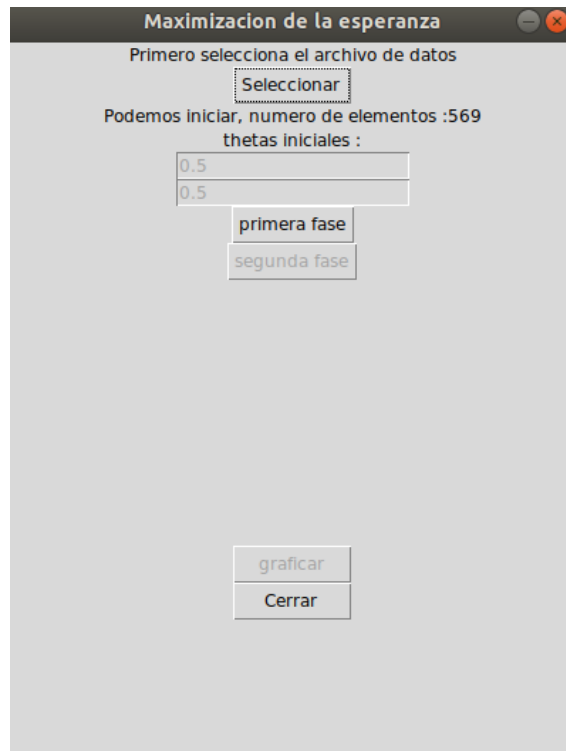 Maximizacion de la esperanza
Primero selecciona el archivo de datos
Seleccionar
Podemos iniciar, numero de elementos :569
thetas iniciales :
0.5
0.5
primera fase
segunda fase
graficar
Cerrar